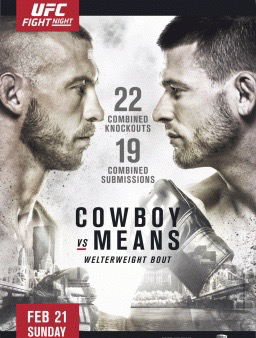 UFC
FIGHT NIGHT
22
COMBINED
KNOCKOUTS
19
COMBINED
SUBMISSIONS
COWBOY
VS MEANS
WELTERWEIGHT BOUT
FEB 21
SUNDAY